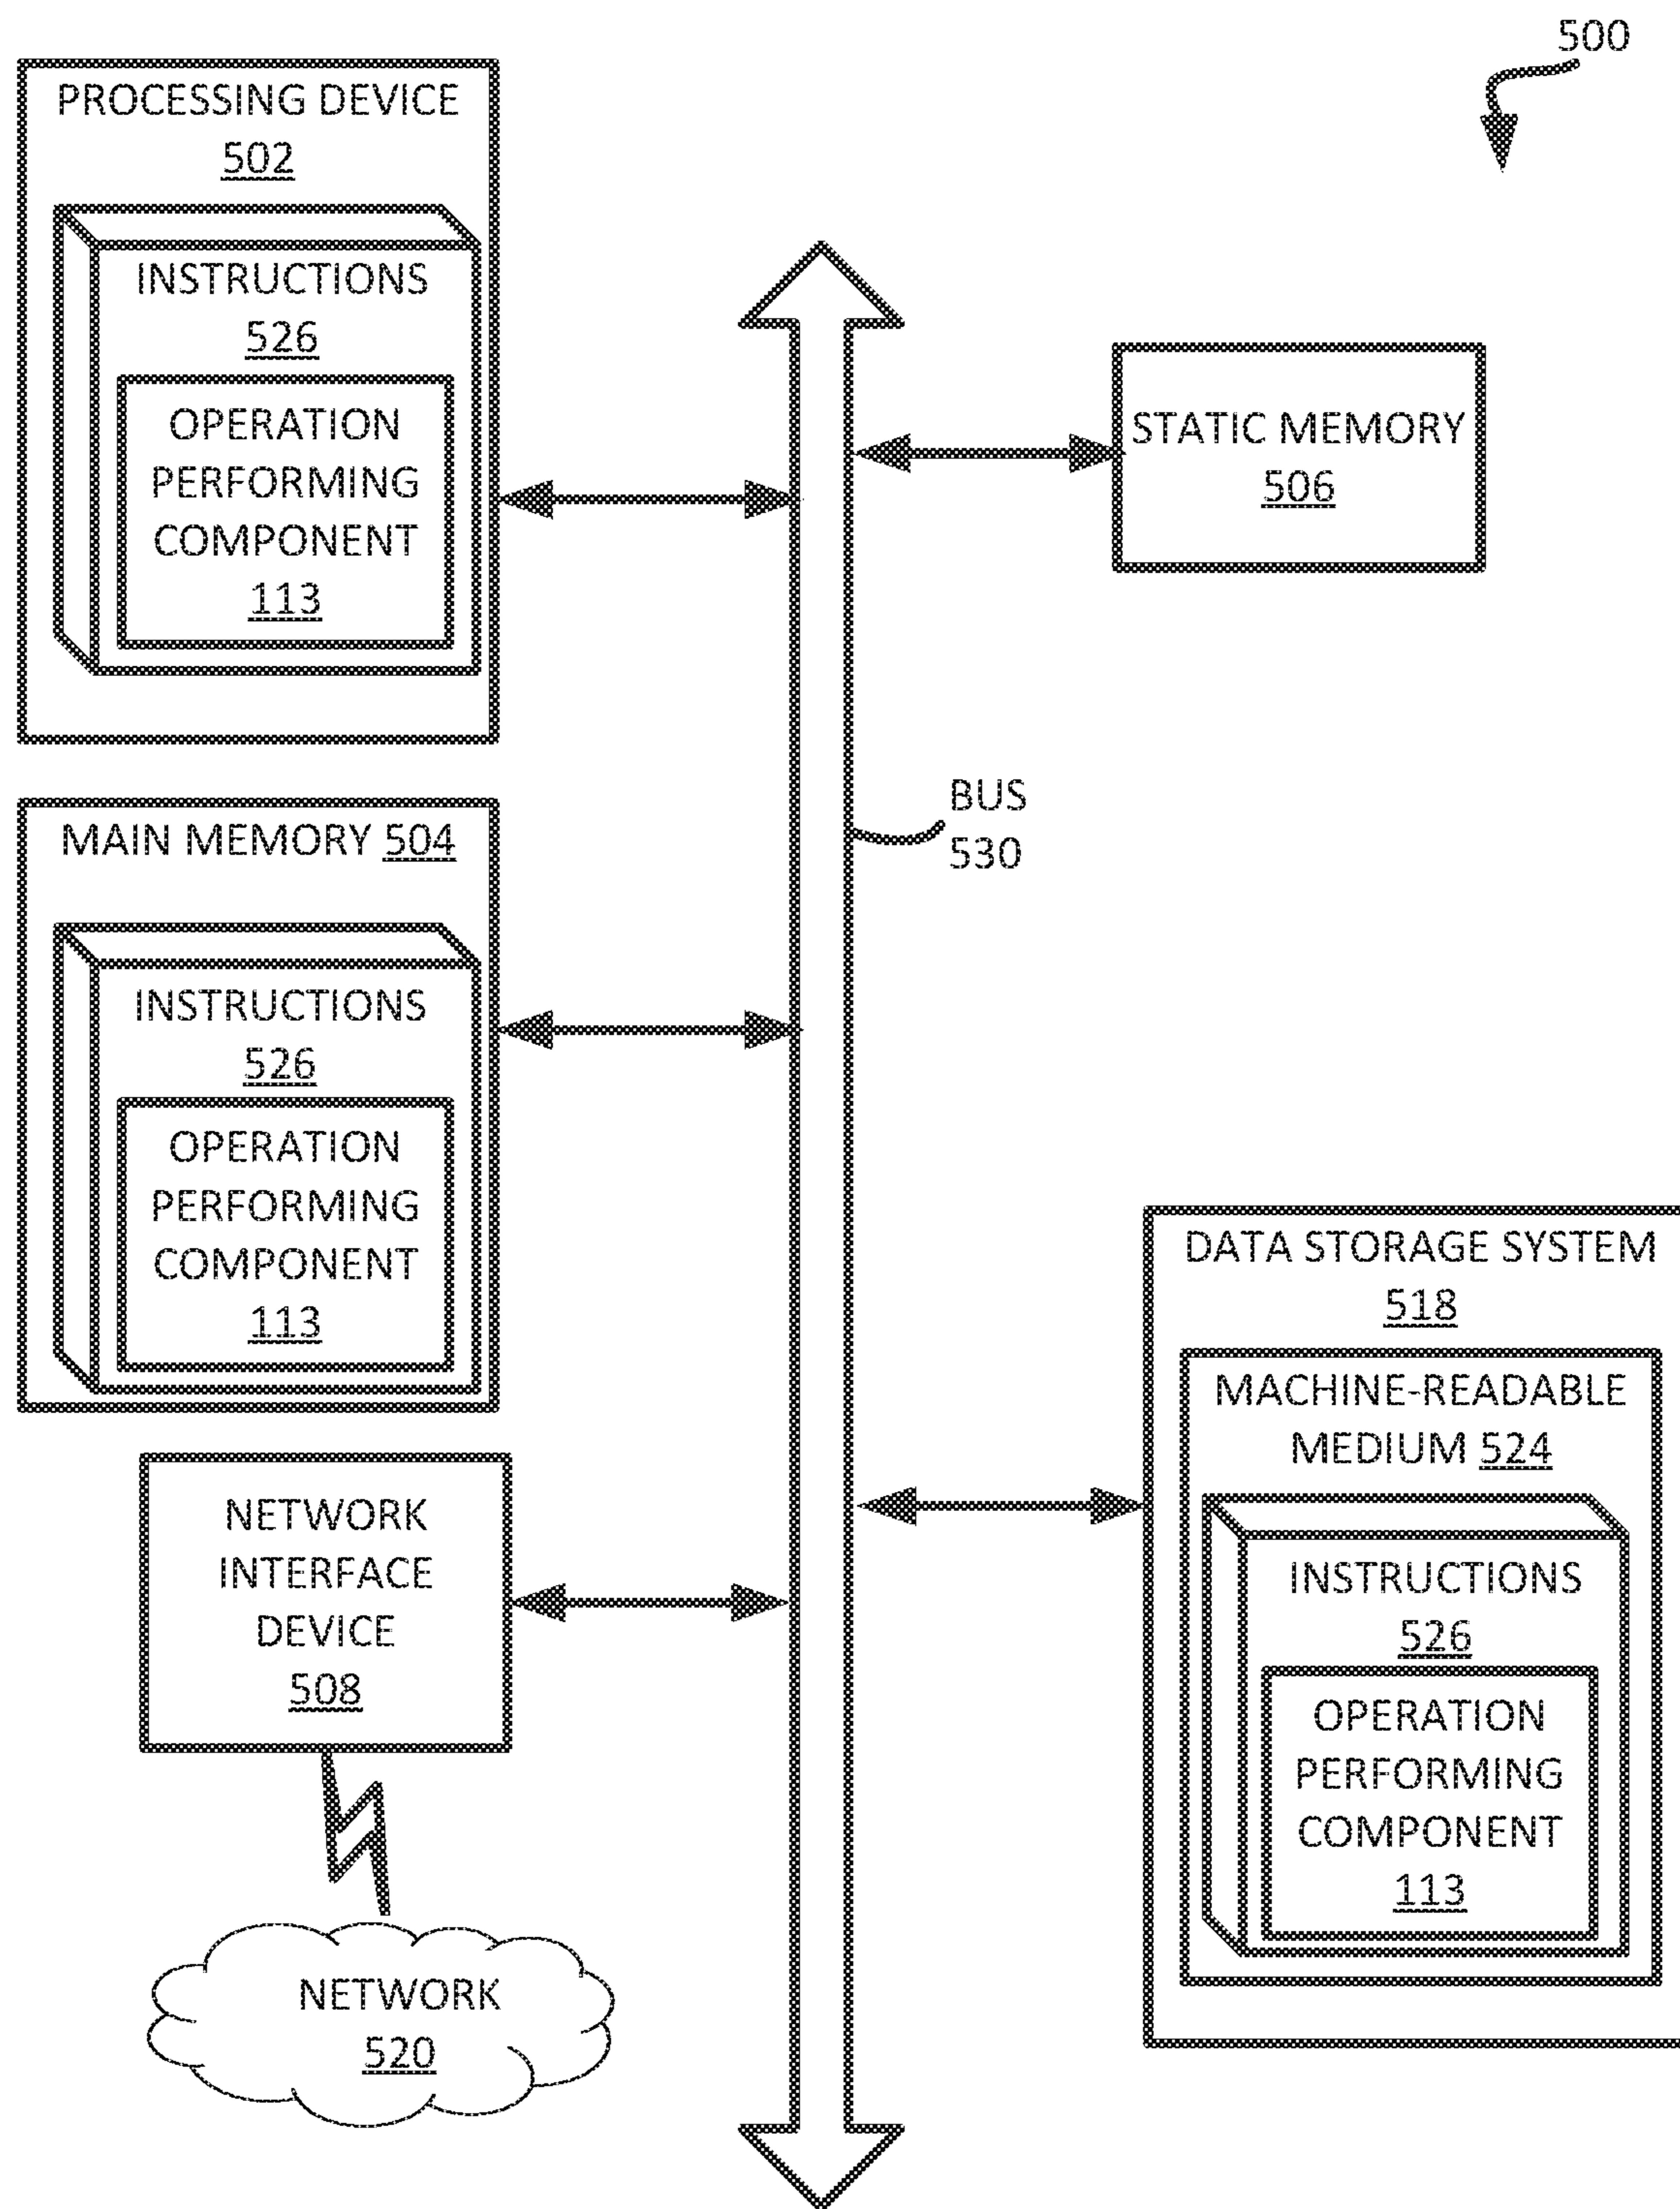 500
PROCESSING DEVICE
502
INSTRUCTIONS
526
OPERATION
PERFORMING
COMPONENT
113
STATIC MEMORY
506
BUS
530
MAIN MEMORY 504
INSTRUCTIONS
526
OPERATION
PERFORMING
COMPONENT
113
DATA STORAGE SYSTEM
518
MACHINE-READABLE
MEDIUM 524
INSTRUCTIONS
526
OPERATION
PERFORMING
COMPONENT
113
NETWORK
INTERFACE
DEVICE
508
NETWORK
520